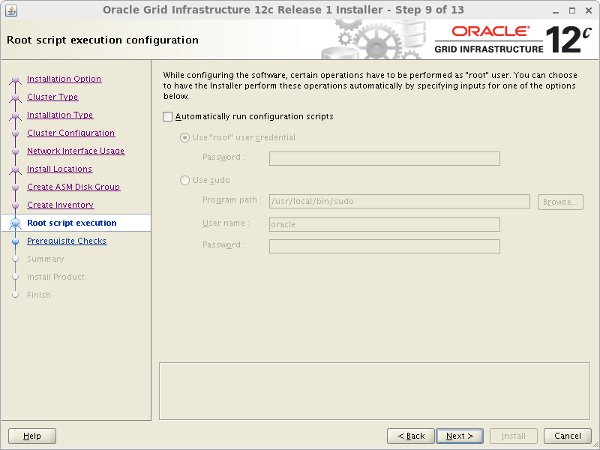 Oracle Grid Infrastructure 12c Release 1 Installer - Step 9 of 13
Root script execution configuration
ORACLE
GRID INFRASTRUCTURE 12c
Installation Option
Cluster Type
Installation Type
Cluster Configuration
Network Interface Usage
Install Locations
Create ASM Disk Group
Create Inventory
Root script execution
Prerequisite Checks
Summary
Install Product
Finish
While configuring the software, certain operations have to be performed as "root" user. You can choose
to have the Installer perform these operations automatically by specifying inputs for one of the options
below.
Automatically run configuration scripts
Use "root" user credential
Password :
Use sudo
Program path : /usr/local/bin/sudo Browse...
User name : oracle
Password :
Help
< Back Next > Install Cancel